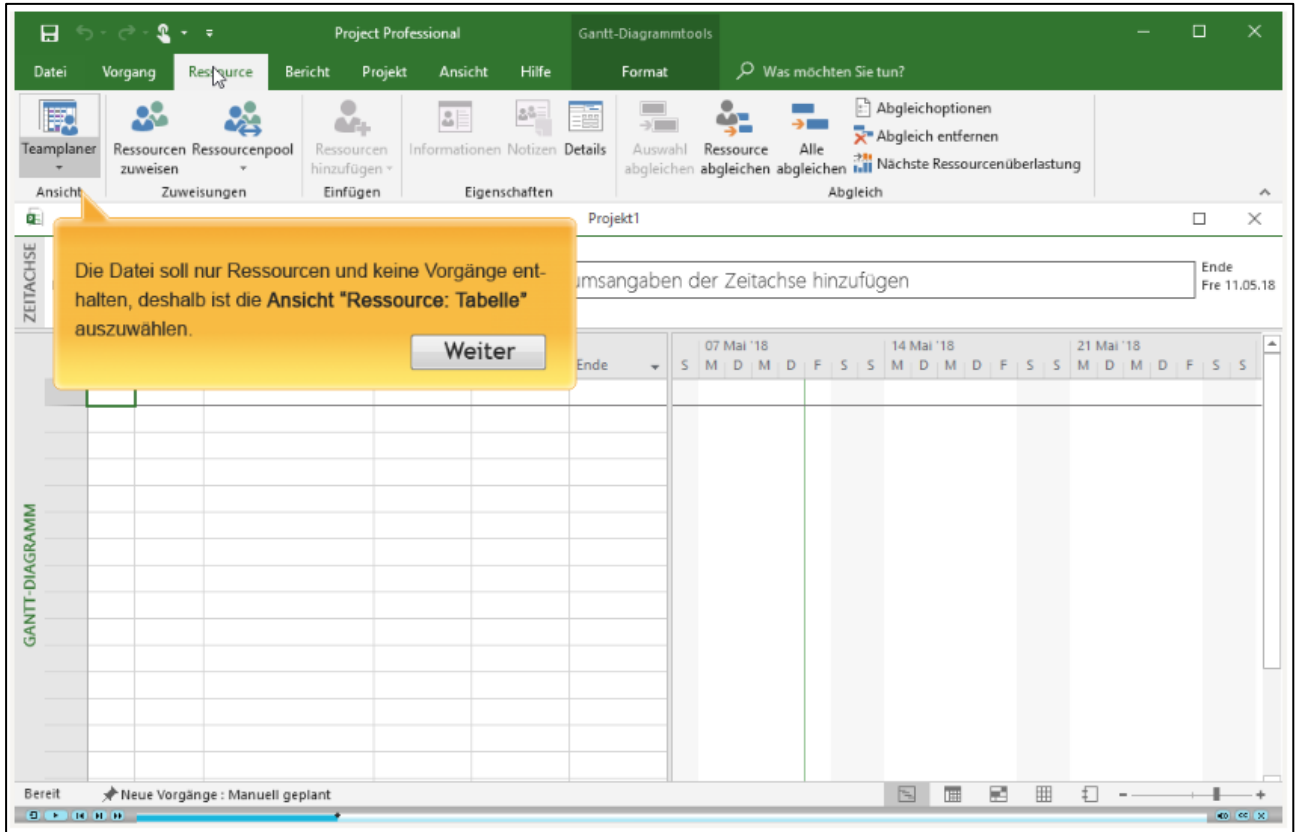 Project Professional
Gantt-Diagrammtools
Datei Vorgang Ressource Bericht Projekt Ansicht Hilfe Format Was möchten Sie tun?
Teamplaner
Ressourcen zuweisen
Ressourcenpool
Ressourcen hinzufügen
Informationen
Notizen
Details
Auswahl abgleichen
Ressource abgleichen
Alle abgleichen
Abgleichoptionen
Abgleich entfernen
Nächste Ressourcenüberlastung
Ansicht Zuweisungen Einfügen Eigenschaften Abgleich
Projekt1
ZEITACHSE
Die Datei soll nur Ressourcen und keine Vorgänge ent-
halten, deshalb ist die Ansicht "Ressource: Tabelle"
auszuwählen.
Weiter
der Zeitachse hinzufügen
Ende
Fre 11.05.18
Ende
07 Mai '18 14 Mai '18 21 Mai '18
S M D M D F S S M D M D F S S M D M D F S S
GANTT-DIAGRAMM
Bereit Neue Vorgänge : Manuell geplant